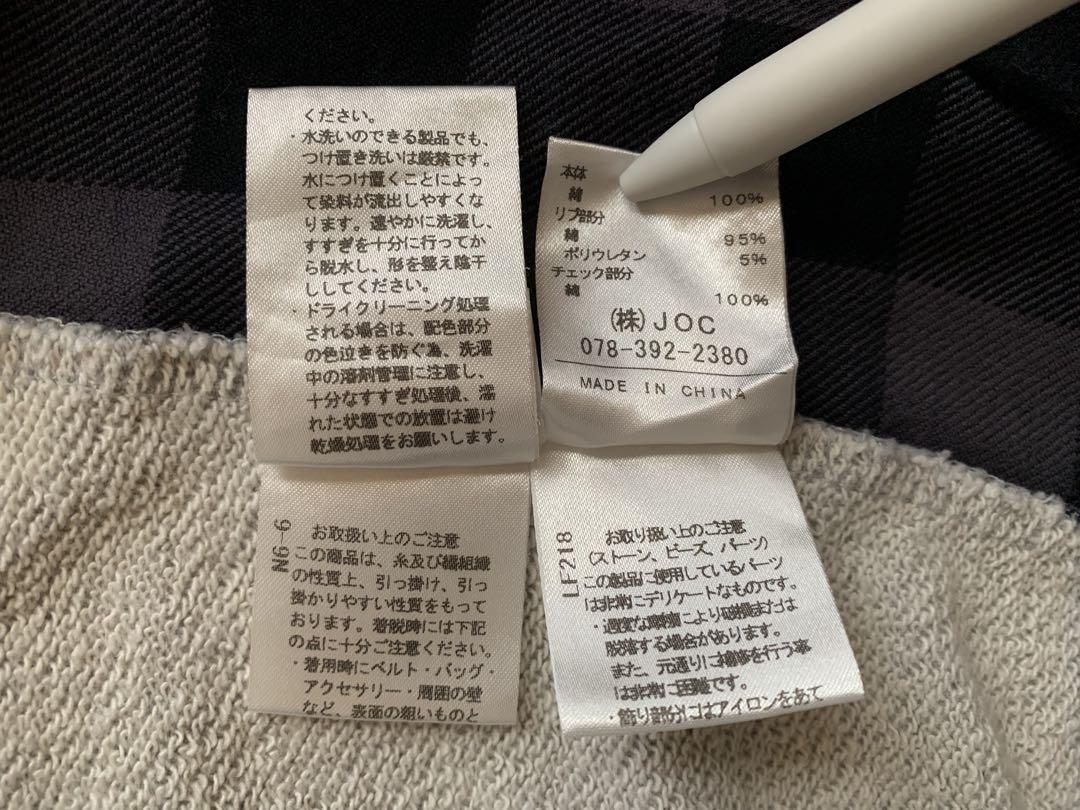 ください。
・水洗いのできる製品でも、
つけ置き洗いは厳禁です。
水につけ置くことによっ
て染料が流出しやすくな
ります。速やかに洗濯し、
すすぎを十分に行ってか
ら脱水し、形を整え陰干
ししてください。
・ドライクリーニング処理
される場合は、配色部分
の色泣きを防ぐ為、洗濯
中の溶剤管理に注意し、
十分なすすぎ処理後、濡
れた状態での放置は避け
乾燥処理をお願いします。
本体
綿 100%
リブ部分
綿 95%
ポリウレタン 5%
チェック部分
綿 100%
(株)JOC
078-392-2380
MADE IN CHINA
N9-6
お取扱い上のご注意
この商品は、糸及び編組織
の性質上、引っ掛け、引っ
掛かりやすい性質をもって
おります。着脱時には下記
の点に十分ご注意ください。
・着用時にベルト・バッグ・
アクセサリー・周囲の壁
など、表面の粗いものと
LF218
お取り扱い上のご注意
(ストーン、ビーズ、パーツ)
この製品に使用しているパーツ
は非常にデリケートなものです。
・過度な摩擦により破損または
脱落する場合があります。
また、元通りに補修を行う事
は非常に困難です。
・飾り部分にはアイロンをあて